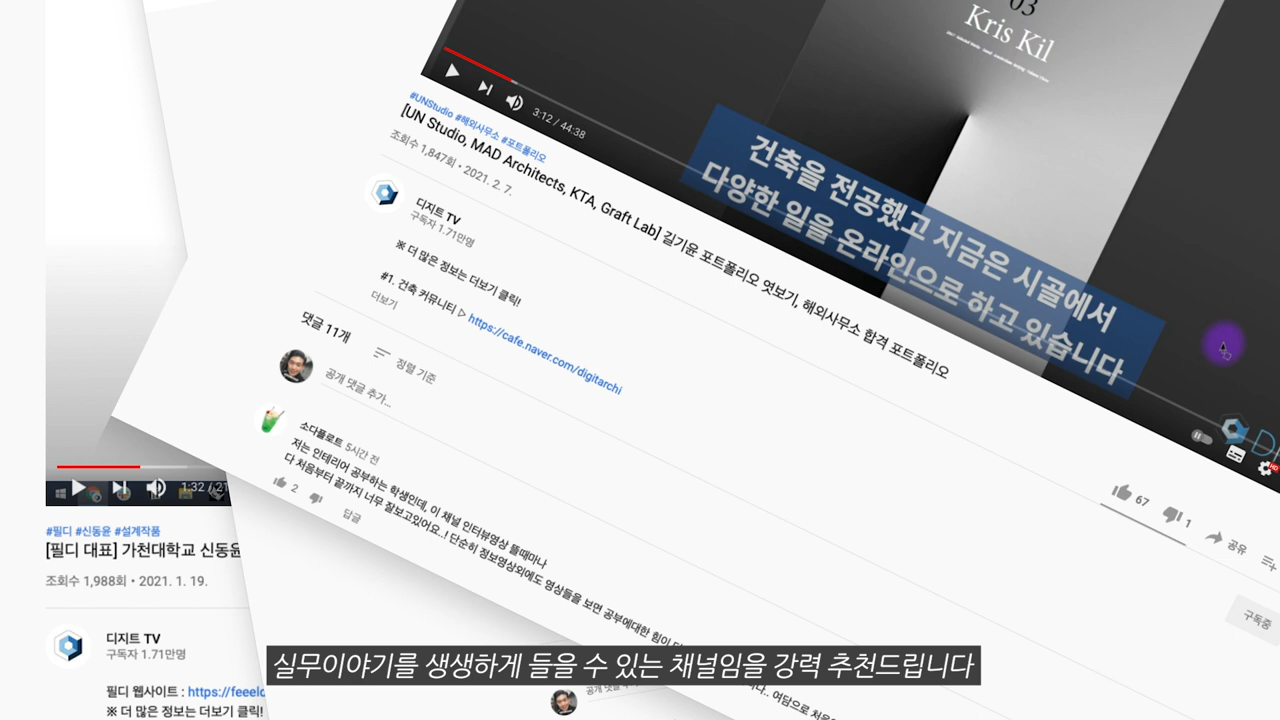 03
Kris Kil
3:12 / 44:38
건축을 전공했고 지금은 시골에서
다양한 일을 온라인으로 하고 있습니다
#UNStudio #해외사무소 #포트폴리오
[UN Studio, MAD Architects, KTA, Graft Lab] 길기윤 포트폴리오 엿보기, 해외사무소 합격 포트폴리오
조회수 1,847회 • 2021. 2. 7.
67
1
공유
디지트 TV
구독자 1.71만명
구독중
※ 더 많은 정보는 더보기 클릭!
#1. 건축 커뮤니티 ▷ https://cafe.naver.com/digitarchi
더보기
댓글 11개
정렬 기준
공개 댓글 추가...
소다플로트 5시간 전
저는 인테리어 공부하는 학생인데, 이 채널 인터뷰영상 뜰때마나
다 처음부터 끝까지 너무 잘보고있어요..! 단순히 정보영상외에도 영상들을 보면 공부에대한 힘이
2
답글
1:32 / 21
#필디 #신동윤 #설계작품
[필디 대표] 가천대학교 신동윤
조회수 1,988회 • 2021. 1. 19.
디지트 TV
구독자 1.71만명
필디 웹사이트 : https://feeel
※ 더 많은 정보는 더보기 클릭!
공개 댓글
실무이야기를 생생하게 들을 수 있는 채널임을 강력 추천드립니다